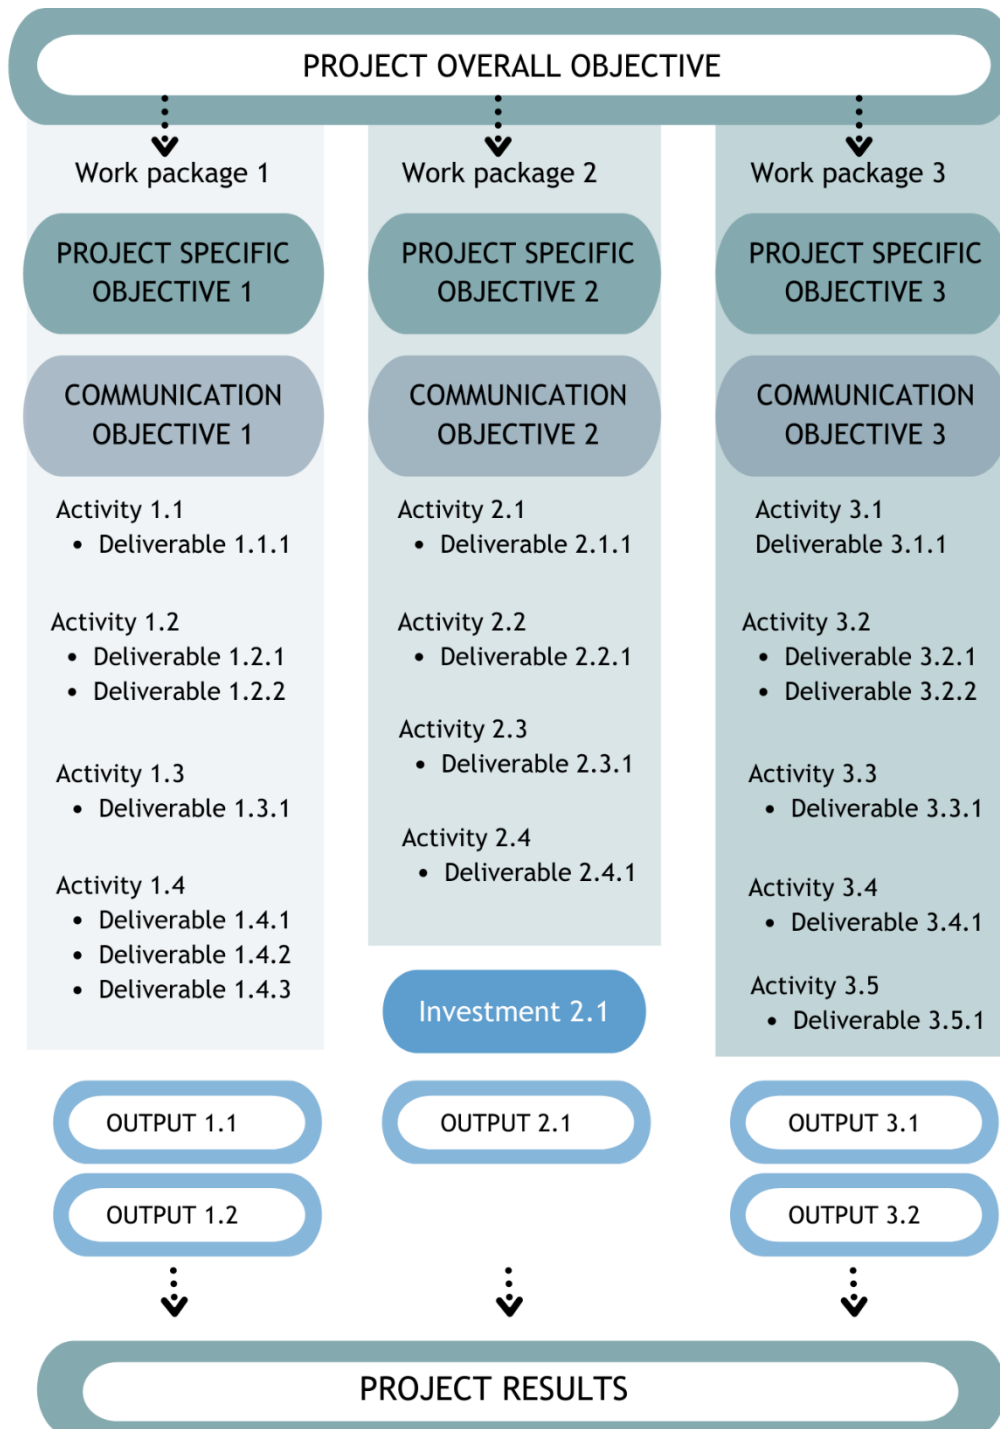 PROJECT OVERALL OBJECTIVE
Work package 1
PROJECT SPECIFIC
OBJECTIVE 1
COMMUNICATION
OBJECTIVE 1
Activity 1.1
• Deliverable 1.1.1
Activity 1.2
• Deliverable 1.2.1
• Deliverable 1.2.2
Activity 1.3
• Deliverable 1.3.1
Activity 1.4
• Deliverable 1.4.1
• Deliverable 1.4.2
• Deliverable 1.4.3
OUTPUT 1.1
OUTPUT 1.2
Work package 2
PROJECT SPECIFIC
OBJECTIVE 2
COMMUNICATION
OBJECTIVE 2
Activity 2.1
• Deliverable 2.1.1
Activity 2.2
• Deliverable 2.2.1
Activity 2.3
• Deliverable 2.3.1
Activity 2.4
• Deliverable 2.4.1
Investment 2.1
OUTPUT 2.1
Work package 3
PROJECT SPECIFIC
OBJECTIVE 3
COMMUNICATION
OBJECTIVE 3
Activity 3.1
Deliverable 3.1.1
Activity 3.2
• Deliverable 3.2.1
• Deliverable 3.2.2
Activity 3.3
• Deliverable 3.3.1
Activity 3.4
• Deliverable 3.4.1
Activity 3.5
• Deliverable 3.5.1
OUTPUT 3.1
OUTPUT 3.2
PROJECT RESULTS